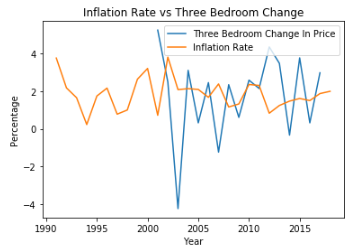 Inflation Rate vs Three Bedroom Change
Three Bedroom Change In Price
Inflation Rate
Percentage
4
2
0
−2
−4
1990
1995
2000
2005
2010
2015
Year